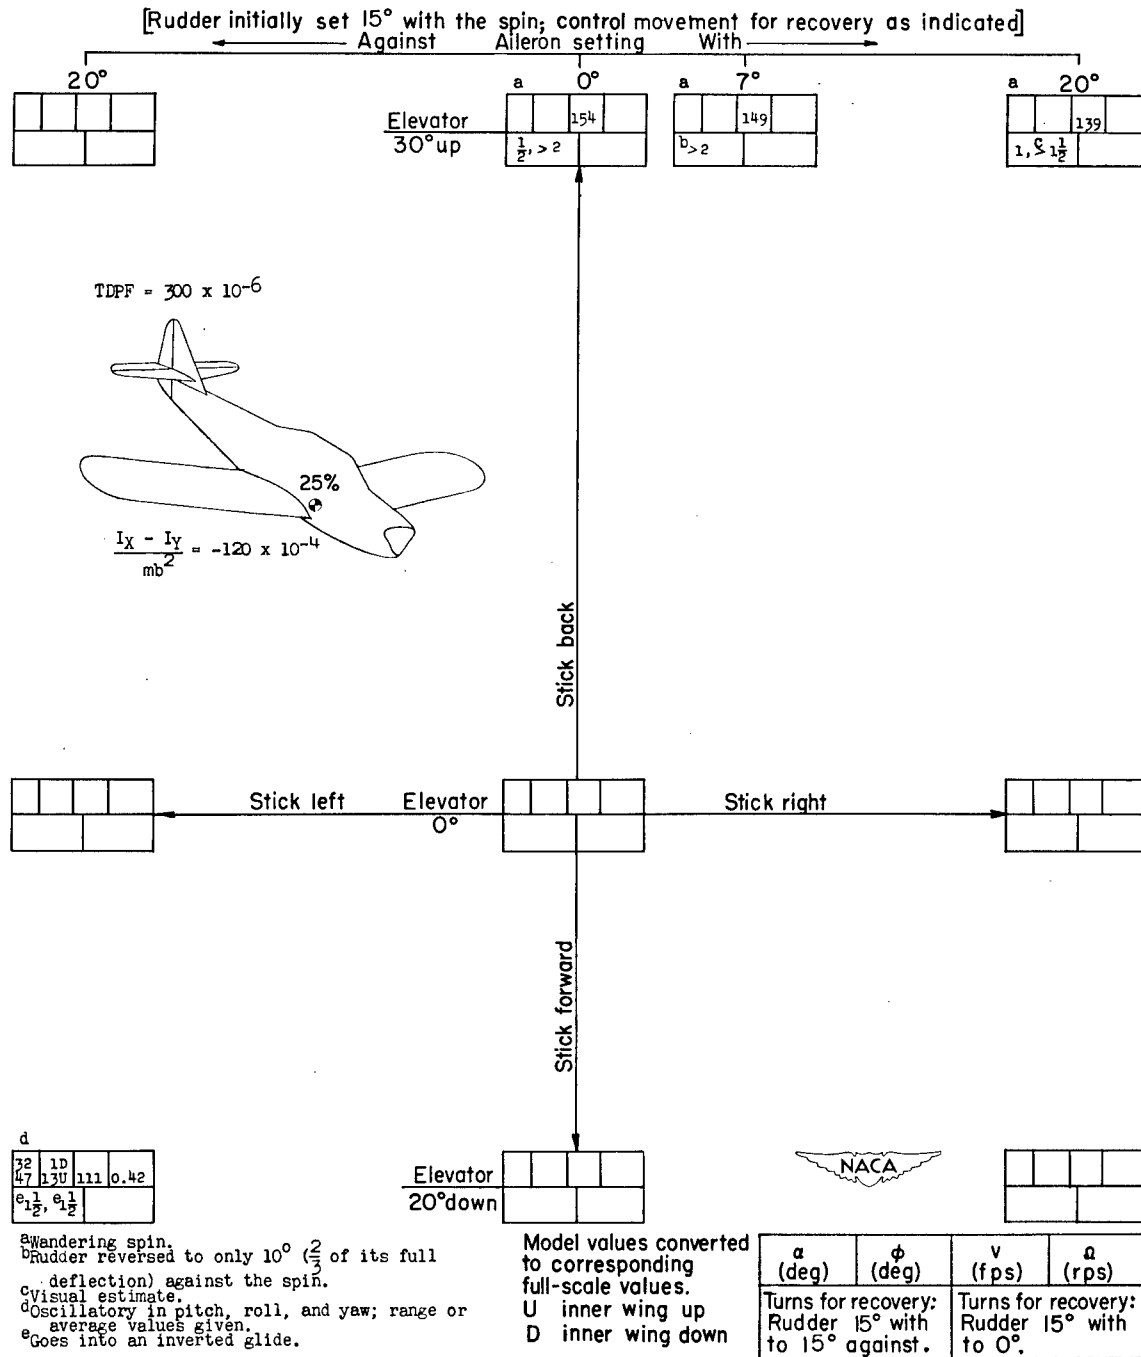 [Rudder initially set 15° with the spin; control movement for recovery as indicated]
Against Aileron setting With
20° a 0° a 7° a 20°
Elevator
30° up
154
1/2, > 2
149
b > 2
139
1, c ≤ 1 1/2
TDPF = 300 x 10-6
25%
IX - IY
mb2
= -120 x 10-4
Stick back
Stick left
Elevator
0°
Stick right
Stick forward
d
32 1D
47 13U 111 0.42
e1 1/2, e1 1/2
Elevator
20° down
NACA
aWandering spin.
bRudder reversed to only 10° (2/3 of its full
deflection) against the spin.
cVisual estimate.
dOscillatory in pitch, roll, and yaw; range or
average values given.
eGoes into an inverted glide.
Model values converted
to corresponding
full-scale values.
U inner wing up
D inner wing down
α ϕ V Ω
(deg) (deg) (fps) (rps)
Turns for recovery:
Rudder 15° with
to 15° against.
Turns for recovery:
Rudder 15° with
to 0°.